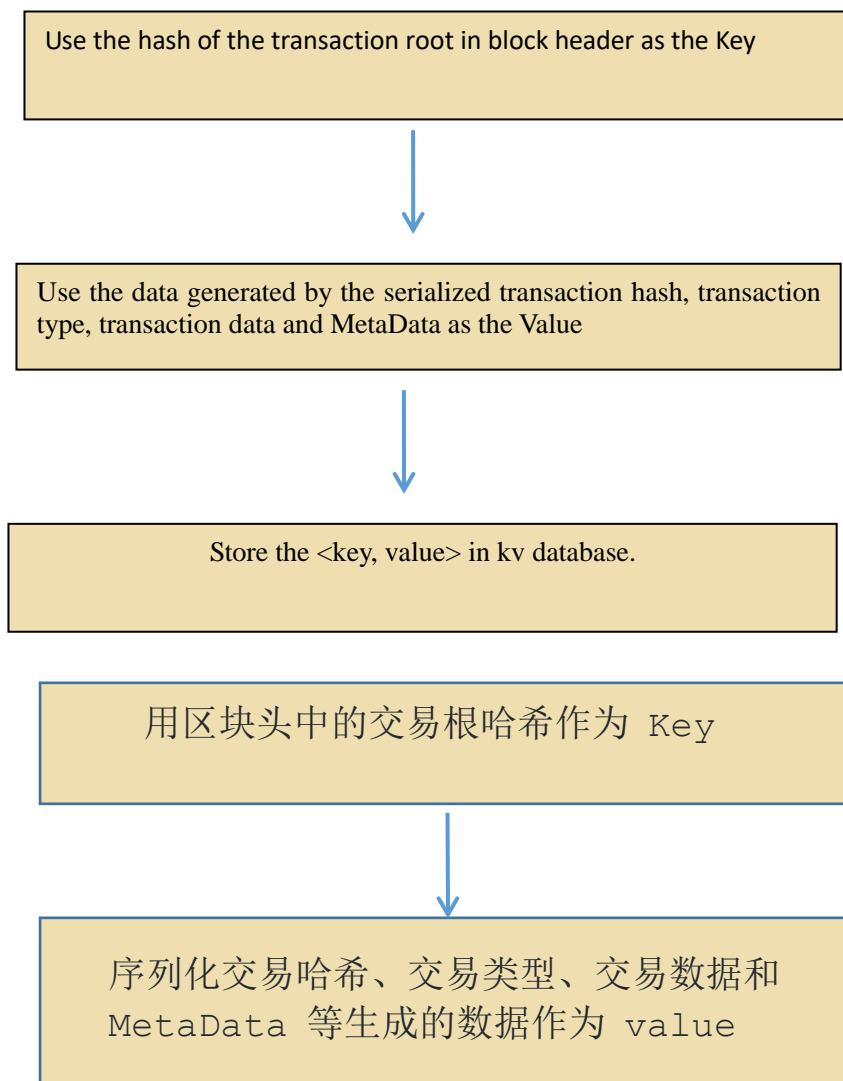 Use the hash of the transaction root in block header as the Key
Use the data generated by the serialized transaction hash, transaction
type, transaction data and MetaData as the Value
Store the <key, value> in kv database.
用区块头中的交易根哈希作为 Key
序列化交易哈希、交易类型、交易数据和
MetaData 等生成的数据作为 value